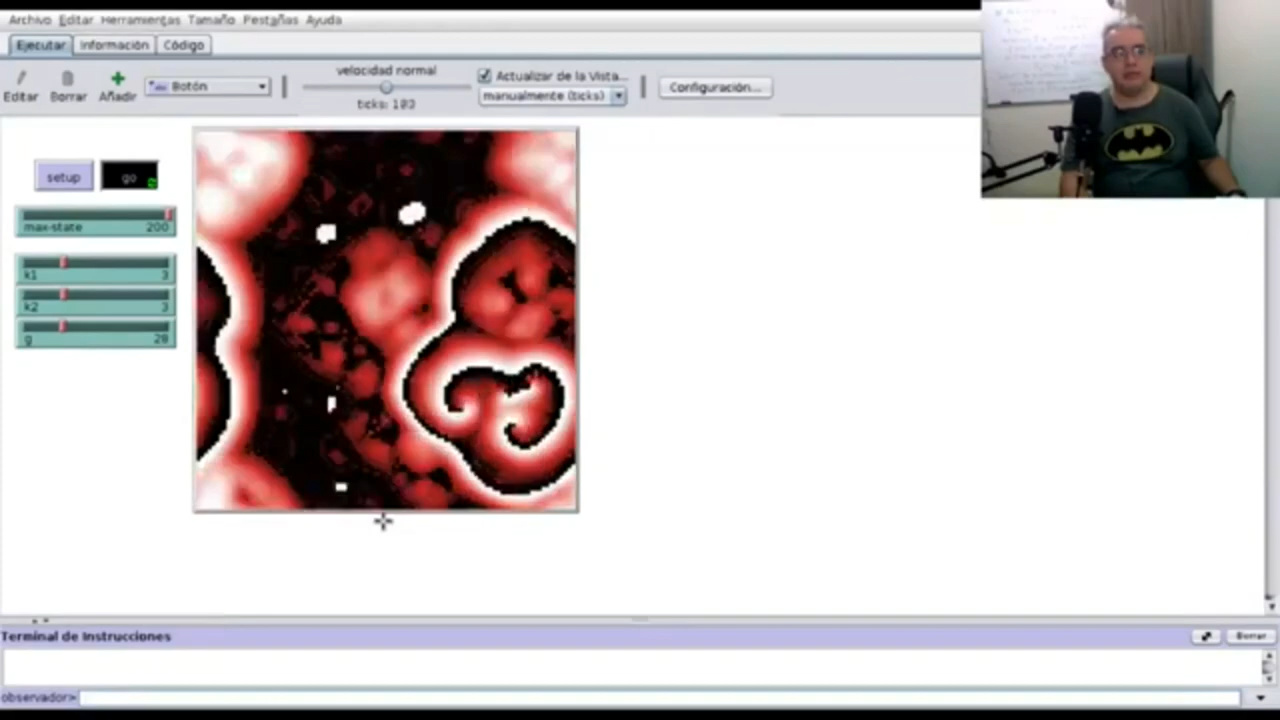 Archivo Editar Herramientas Tamaño Pestañas Ayuda
Ejecutar Información Código
Editar Borrar Añadir Botón
velocidad normal
ticks: 103
Actualizar de la Vista...
manualmente (ticks)
Configuración...
setup go
max-state 200
k1 3
k2 3
g 28
Terminal de Instrucciones
Borrar
observador>